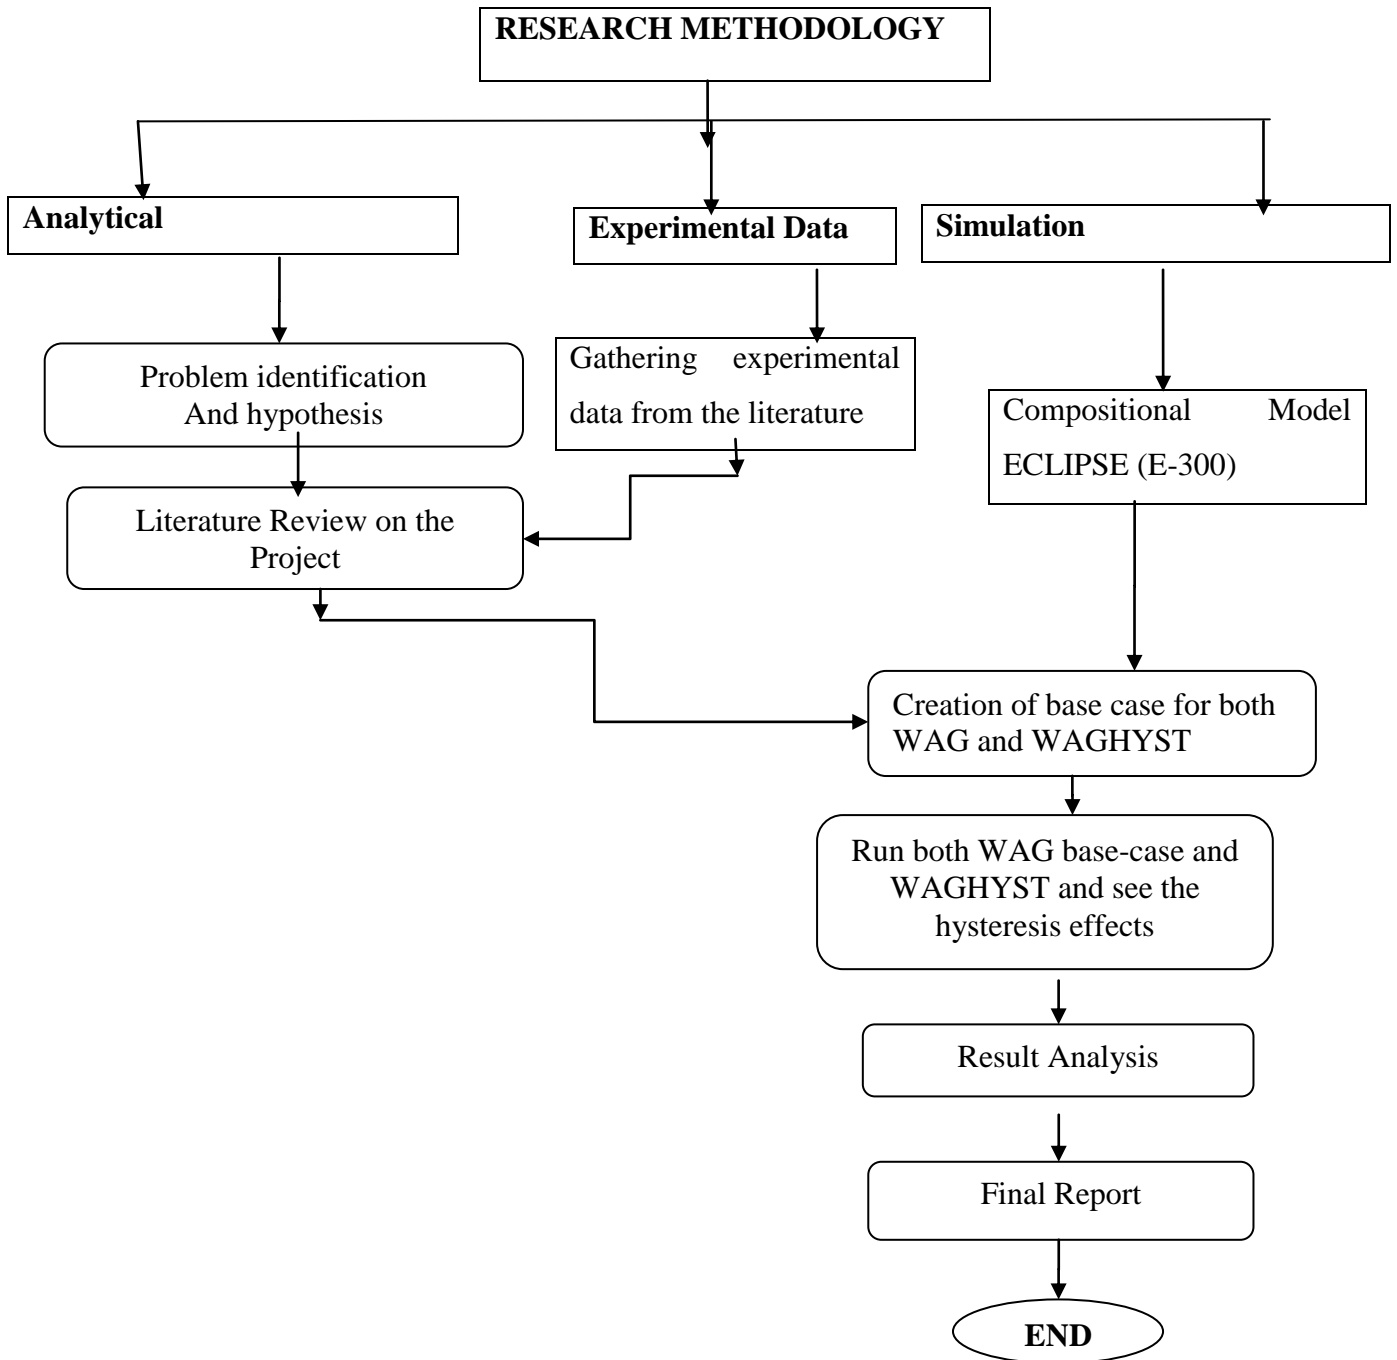 RESEARCH METHODOLOGY
Analytical
Experimental Data
Simulation
Problem identification
And hypothesis
Gathering experimental
data from the literature
Compositional Model
ECLIPSE (E-300)
Literature Review on the
Project
Creation of base case for both
WAG and WAGHYST
Run both WAG base-case and
WAGHYST and see the
hysteresis effects
Result Analysis
Final Report
END